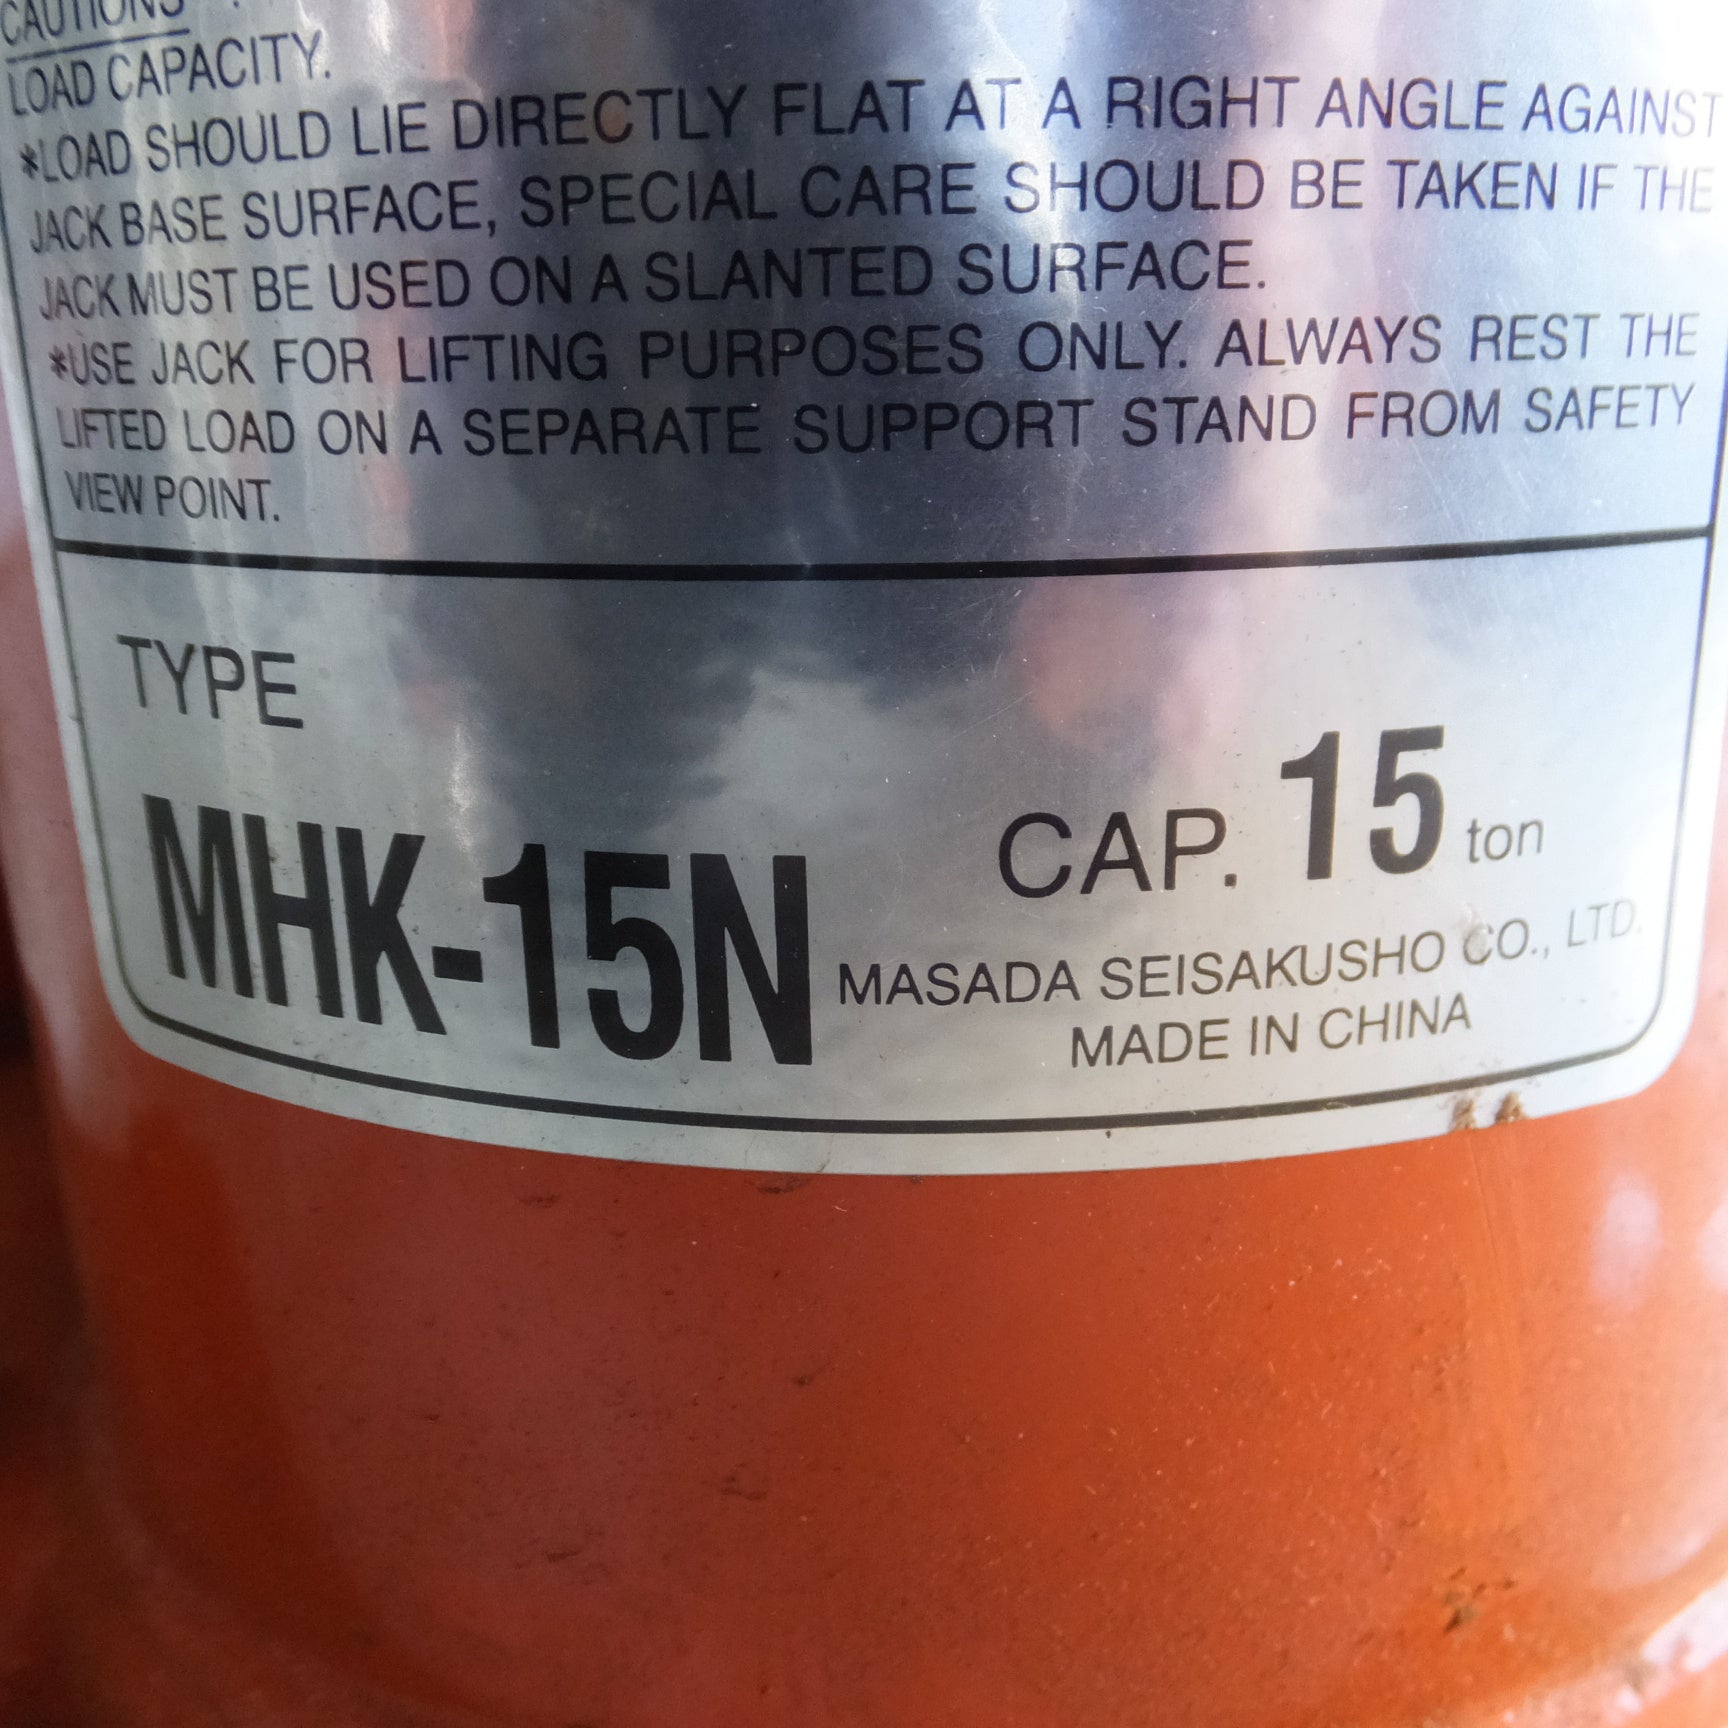 CAUTIONS
LOAD CAPACITY.
*LOAD SHOULD LIE DIRECTLY FLAT AT A RIGHT ANGLE AGAINST
JACK BASE SURFACE, SPECIAL CARE SHOULD BE TAKEN IF THE
JACK MUST BE USED ON A SLANTED SURFACE.
*USE JACK FOR LIFTING PURPOSES ONLY. ALWAYS REST THE
LIFTED LOAD ON A SEPARATE SUPPORT STAND FROM SAFETY
VIEW POINT.
TYPE
MHK-15N
CAP. 15 ton
MASADA SEISAKUSHO CO., LTD.
MADE IN CHINA